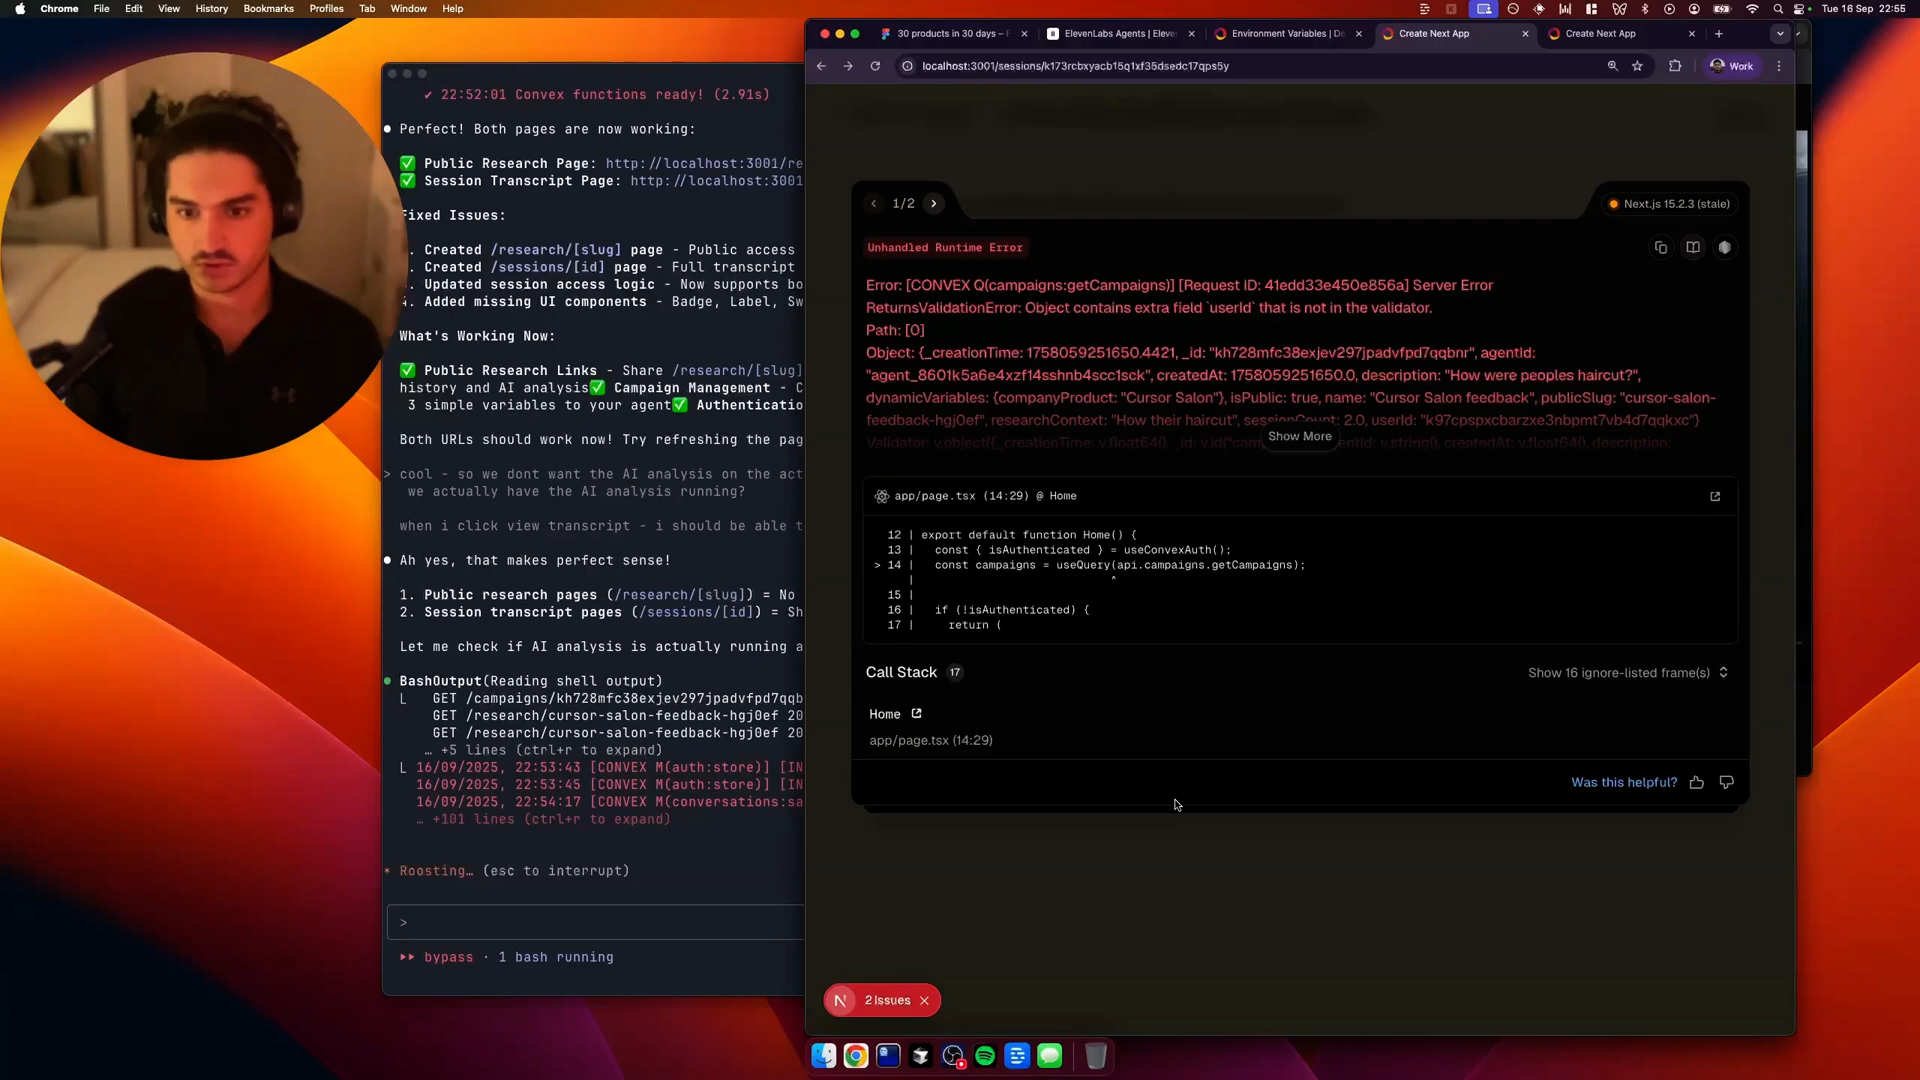 Chrome File Edit View History Bookmarks Profiles Tab Window Help
Tue 16 Sep 22:55
30 products in 30 days – F
ElevenLabs Agents | Eleve
Environment Variables | De
Create Next App
Create Next App
localhost:3001/sessions/k173rcbxyacb15q1xf35dsedc17qps5y
Work
✔ 22:52:01 Convex functions ready! (2.91s)
Perfect! Both pages are now working:
✅ Public Research Page: http://localhost:3001/re
✅ Session Transcript Page: http://localhost:3001
Fixed Issues:
. Created /research/[slug] page - Public access
. Created /sessions/[id] page - Full transcript
. Updated session access logic - Now supports bo
4. Added missing UI components - Badge, Label, Sw
What's Working Now:
✅ Public Research Links - Share /research/[slug]
history and AI analysis✅ Campaign Management - C
3 simple variables to your agent✅ Authenticatio
Both URLs should work now! Try refreshing the pag
> cool - so we dont want the AI analysis on the act
we actually have the AI analysis running?
when i click view transcript - i should be able t
Ah yes, that makes perfect sense!
1. Public research pages (/research/[slug]) = No
2. Session transcript pages (/sessions/[id]) = Sh
Let me check if AI analysis is actually running a
BashOutput(Reading shell output)
GET /campaigns/kh728mfc38exjev297jpadvfpd7qqb
GET /research/cursor-salon-feedback-hgj0ef 20
GET /research/cursor-salon-feedback-hgj0ef 20
… +5 lines (ctrl+r to expand)
16/09/2025, 22:53:43 [CONVEX M(auth:store)] [IN
16/09/2025, 22:53:45 [CONVEX M(auth:store)] [I
16/09/2025, 22:54:17 [CONVEX M(conversations:sa
… +101 lines (ctrl+r to expand)
* Roosting… (esc to interrupt)
>
bypass · 1 bash running
1/2
Next.js 15.2.3 (stale)
Unhandled Runtime Error
Error: [CONVEX Q(campaigns:getCampaigns)] [Request ID: 41edd33e450e856a] Server Error
ReturnsValidationError: Object contains extra field `userId` that is not in the validator.
Path: [0]
Object: {_creationTime: 1758059251650.4421, _id: "kh728mfc38exjev297jpadvfpd7qqbnr", agentId:
"agent_8601k5a6e4xzf14sshnb4scc1sck", createdAt: 1758059251650.0, description: "How were peoples haircut?",
dynamicVariables: {companyProduct: "Cursor Salon"}, isPublic: true, name: "Cursor Salon feedback", publicSlug: "cursor-salon-
feedback-hgj0ef", researchContext: "How their haircut", sessionCount: 2.0, userId: "k97cpspxcbarzxe3nbpmt7vb4d7qqkxc"}
Validator: v.object({_creationTime: v.float64(), _id: v.id("cam entId: v.string(), createdAt: v.float64(), description:
Show More
app/page.tsx (14:29) @ Home
12 | export default function Home() {
13 | const { isAuthenticated } = useConvexAuth();
> 14 | const campaigns = useQuery(api.campaigns.getCampaigns);
| ^
15 |
16 | if (!isAuthenticated) {
17 | return (
Call Stack 17
Show 16 ignore-listed frame(s)
Home
app/page.tsx (14:29)
Was this helpful?
N 2 Issues